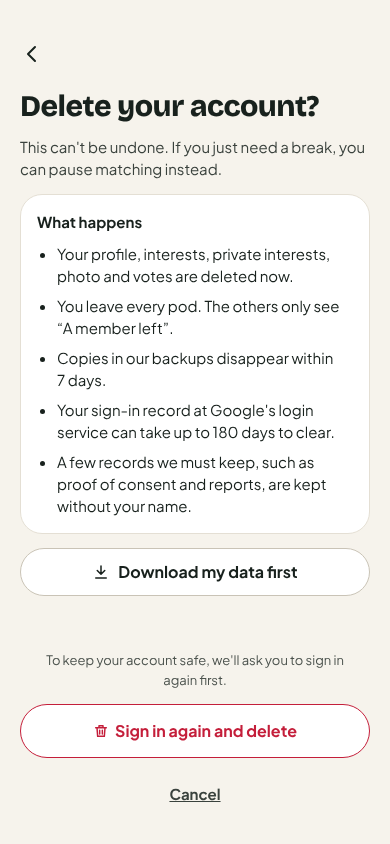 Delete your account?
This can't be undone. If you just need a break, you
can pause matching instead.
What happens
• Your profile, interests, private interests,
photo and votes are deleted now.
• You leave every pod. The others only see
“A member left”.
• Copies in our backups disappear within
7 days.
• Your sign-in record at Google's login
service can take up to 180 days to clear.
• A few records we must keep, such as
proof of consent and reports, are kept
without your name.
Download my data first
To keep your account safe, we'll ask you to sign in
again first.
Sign in again and delete
Cancel